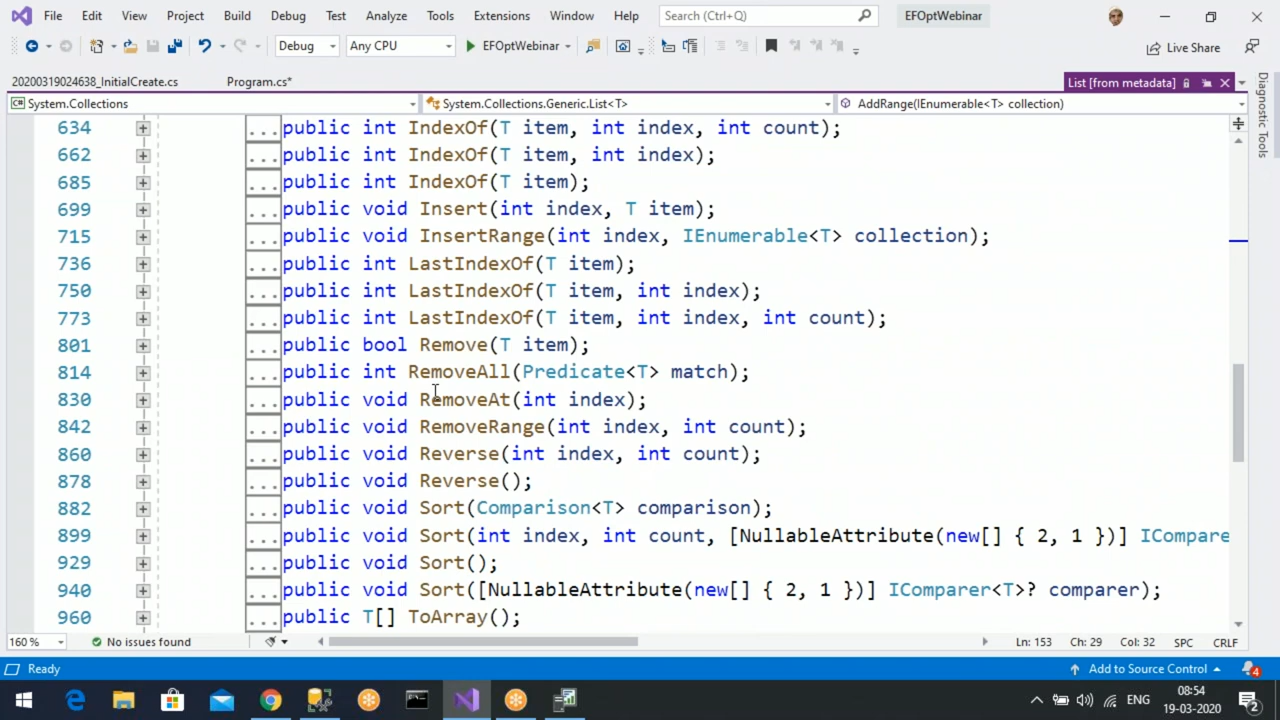 File Edit View Project Build Debug Test Analyze Tools Extensions Window Help Search (Ctrl+Q) EFOptWebinar
Debug Any CPU EFOptWebinar Live Share
20200319024638_InitialCreate.cs Program.cs* List [from metadata]
System.Collections System.Collections.Generic.List<T> AddRange(IEnumerable<T> collection)
634 ...public int IndexOf(T item, int index, int count);
662 ...public int IndexOf(T item, int index);
685 ...public int IndexOf(T item);
699 ...public void Insert(int index, T item);
715 ...public void InsertRange(int index, IEnumerable<T> collection);
736 ...public int LastIndexOf(T item);
750 ...public int LastIndexOf(T item, int index);
773 ...public int LastIndexOf(T item, int index, int count);
801 ...public bool Remove(T item);
814 ...public int RemoveAll(Predicate<T> match);
830 ...public void RemoveAt(int index);
842 ...public void RemoveRange(int index, int count);
860 ...public void Reverse(int index, int count);
878 ...public void Reverse();
882 ...public void Sort(Comparison<T> comparison);
899 ...public void Sort(int index, int count, [NullableAttribute(new[] { 2, 1 })] ICompare
929 ...public void Sort();
940 ...public void Sort([NullableAttribute(new[] { 2, 1 })] IComparer<T>? comparer);
960 ...public T[] ToArray();
Diagnostic Tools
160 % No issues found Ln: 153 Ch: 29 Col: 32 SPC CRLF
Ready Add to Source Control 4
ENG 08:54
19-03-2020 2